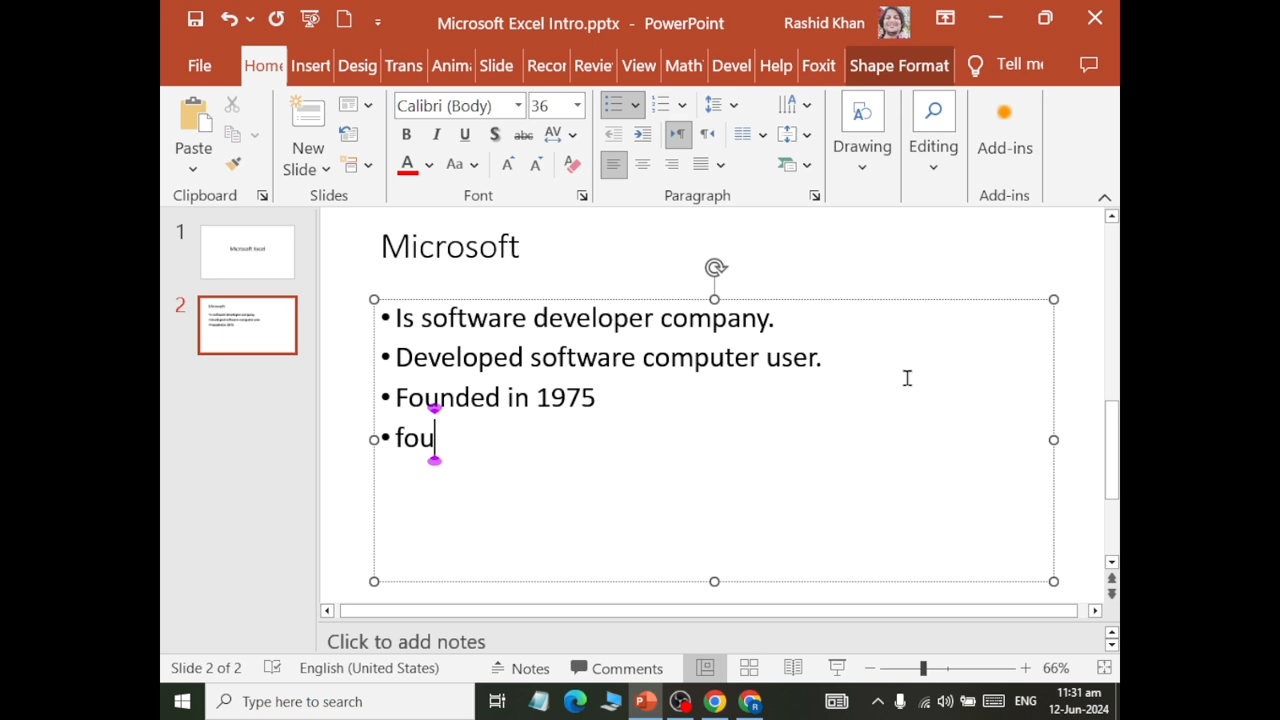 Microsoft Excel Intro.pptx - PowerPoint
Rashid Khan
File Home Insert Desig Trans Anima Slide Recor Revie View Math Devel Help Foxit Shape Format Tell me
Calibri (Body) 36
Paste
New
Slide
Drawing
Editing
Add-ins
Clipboard
Slides
Font
Paragraph
Add-ins
1
Microsoft Excel
2
Microsoft
• Is software developer company.
• Developed software computer user.
• Founded in 1975
• fou
Click to add notes
Slide 2 of 2
English (United States)
Notes
Comments
66%
Type here to search
ENG
11:31 am
12-Jun-2024